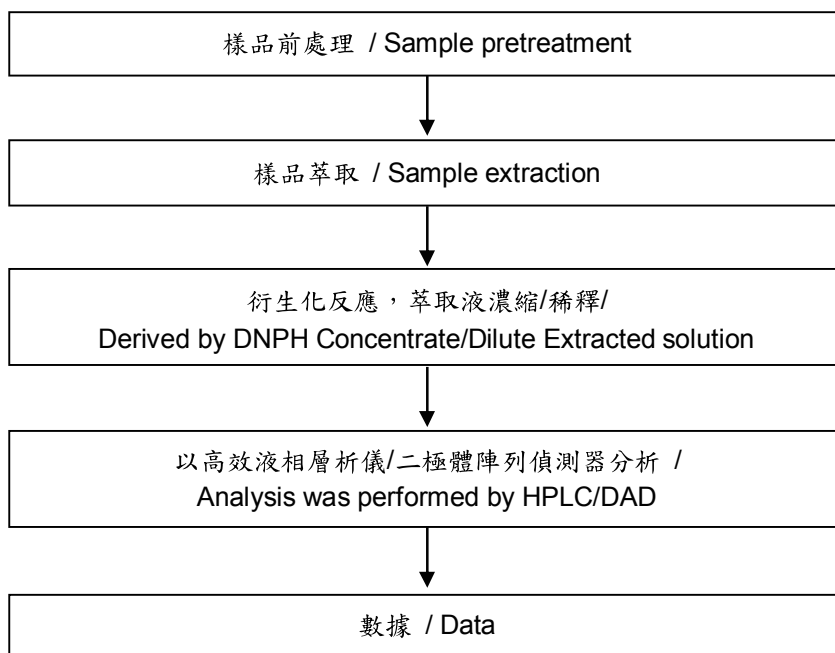 樣品前處理 / Sample pretreatment
樣品萃取 / Sample extraction
衍生化反應，萃取液濃縮/稀釋/
Derived by DNPH Concentrate/Dilute Extracted solution
以高效液相層析儀/二極體陣列偵測器分析 /
Analysis was performed by HPLC/DAD
數據 / Data